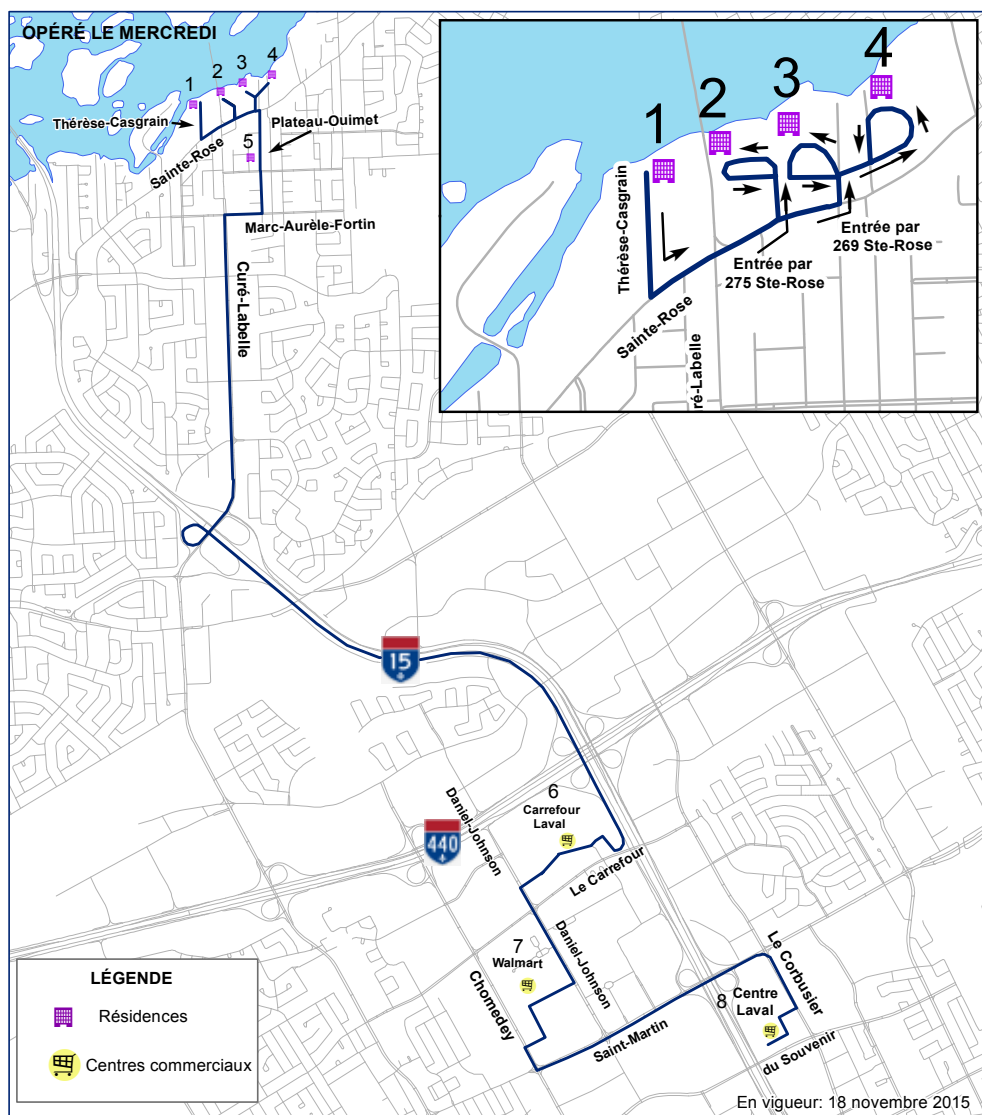 OPÉRÉ LE MERCREDI
1
2
3
4
Thérèse-Casgrain
Sainte-Rose
Plateau-Ouimet
5
Marc-Aurèle-Fortin
Curé-Labelle
1
2
3
4
Thérèse-Casgrain
Sainte-Rose
ré-Labelle
Entrée par
275 Ste-Rose
Entrée par
269 Ste-Rose
15
440
Daniel-Johnson
6
Carrefour
Laval
Le Carrefour
7
Walmart
Daniel-Johnson
Chomedey
Saint-Martin
8
Centre
Laval
Le Corbusier
du Souvenir
LÉGENDE
Résidences
Centres commerciaux
En vigueur: 18 novembre 2015